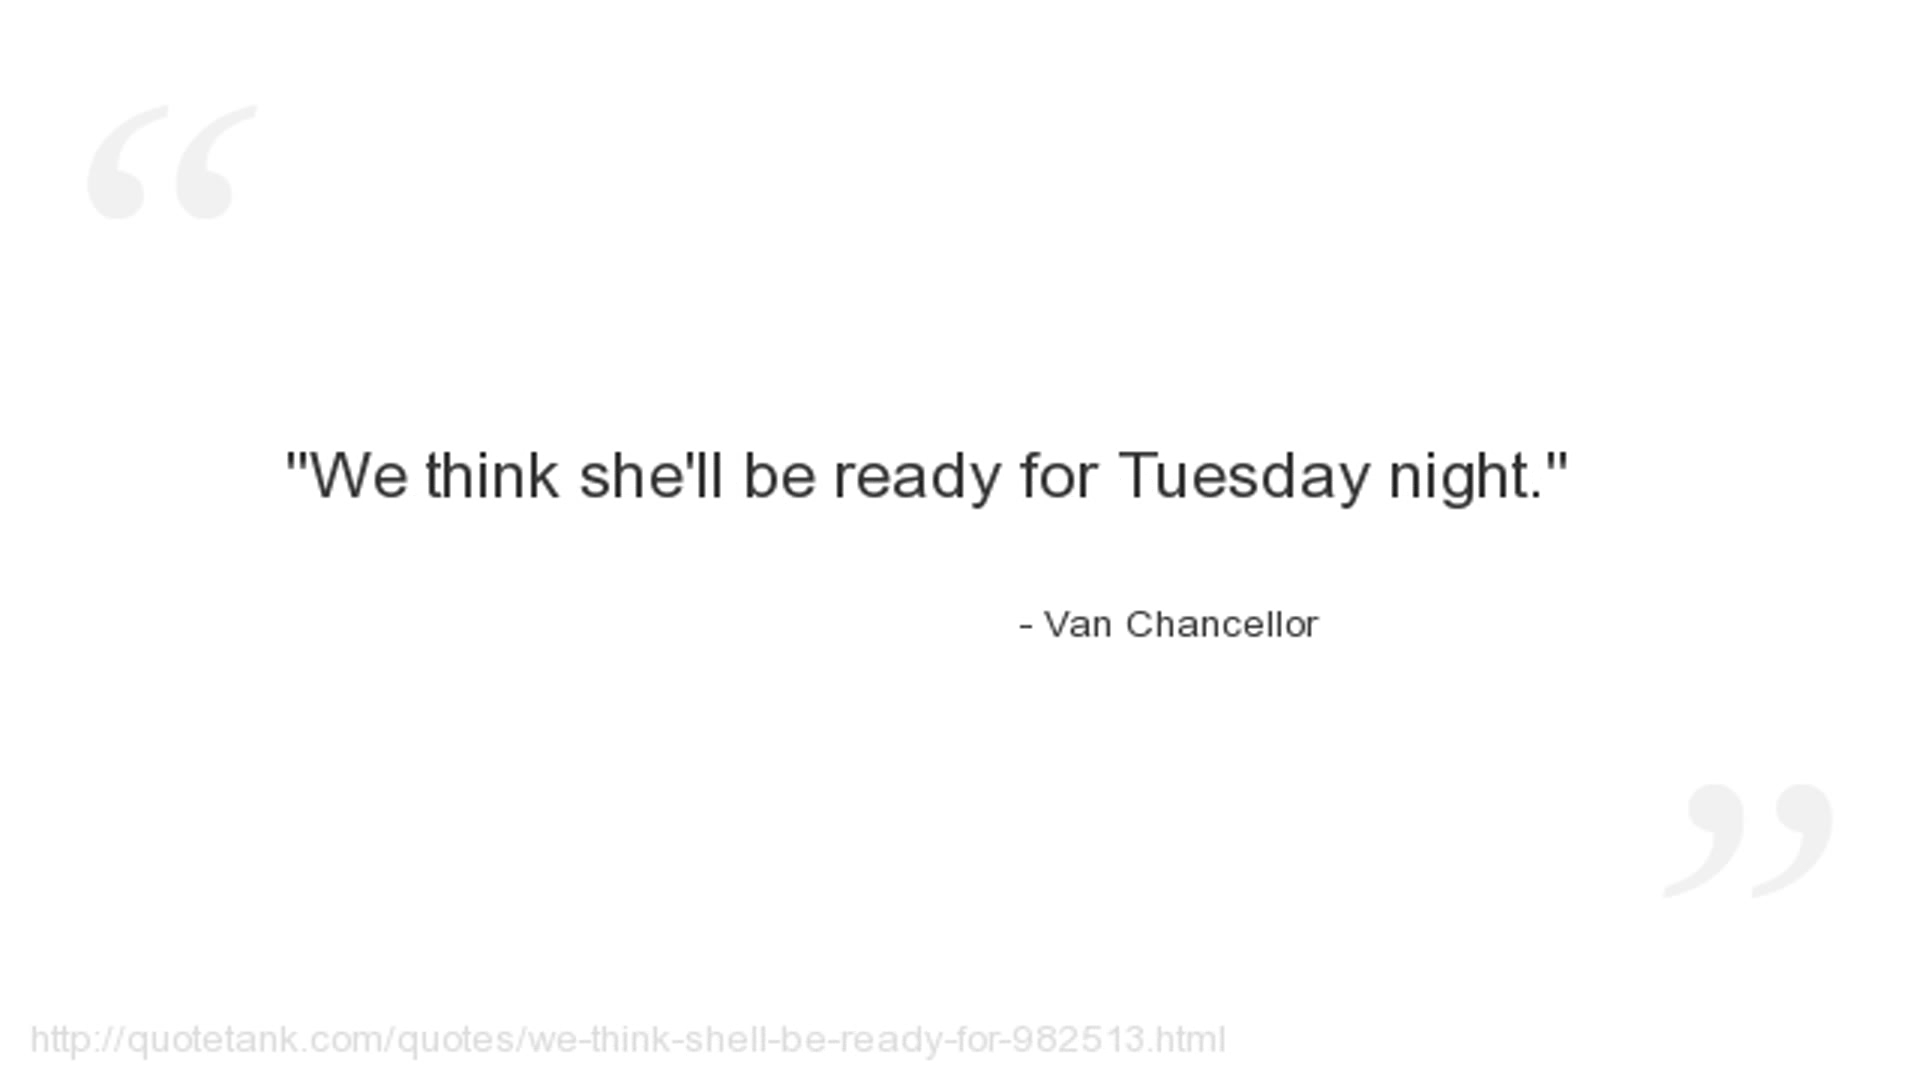 "We think she'll be ready for Tuesday night."
- Van Chancellor
http://quotetank.com/quotes/we-think-shell-be-ready-for-982513.html